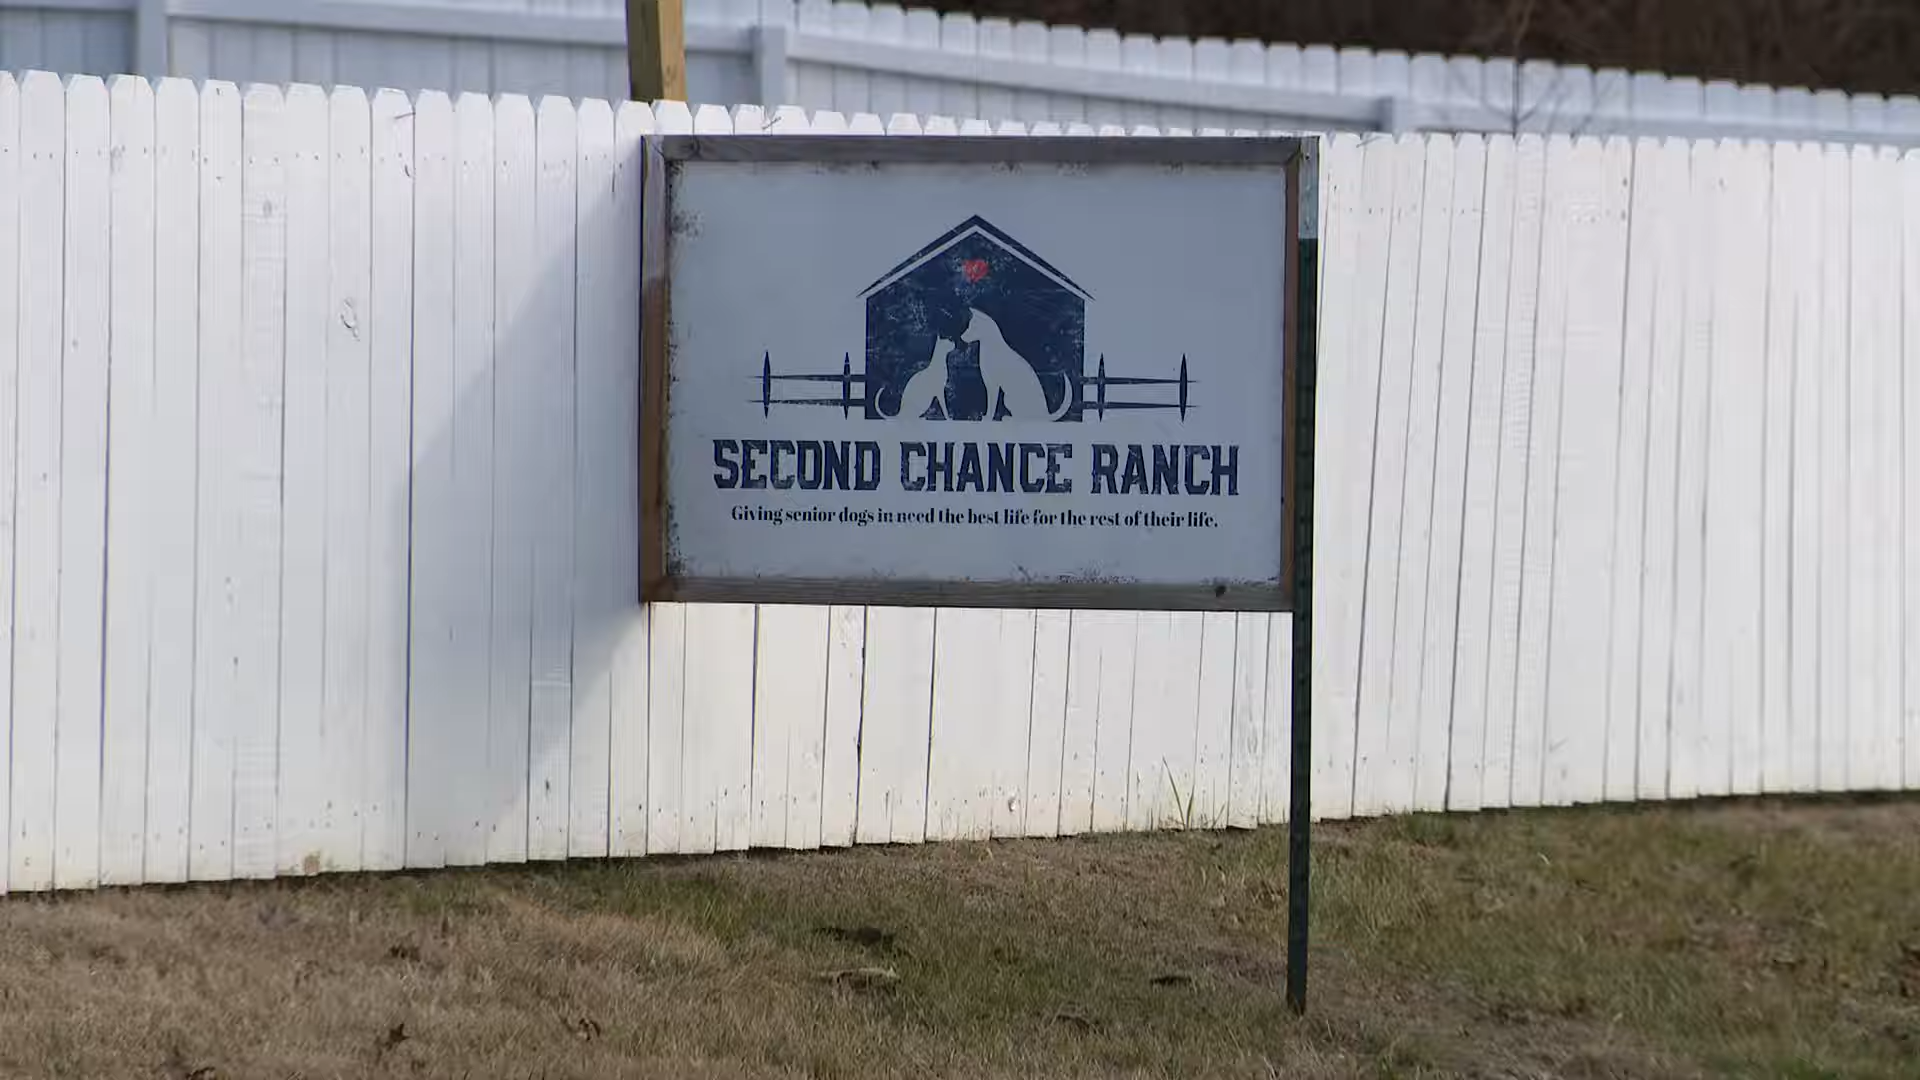 SECOND CHANCE RANCH
Giving senior dogs in need the best life for the rest of their life.